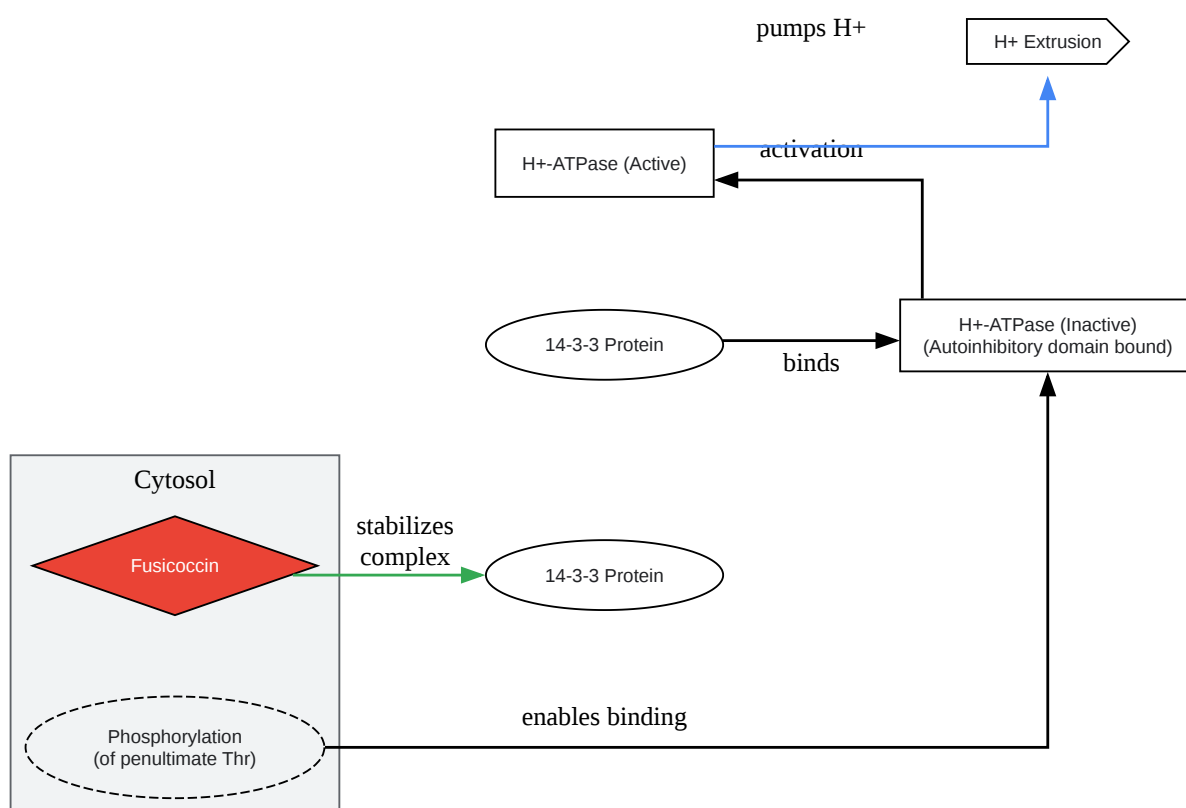 pumps H+
H+ Extrusion
H+-ATPase (Active)
activation
14-3-3 Protein
binds
H+-ATPase (Inactive)
(Autoinhibitory domain bound)
Cytosol
Fusicoccin
stabilizes
complex
14-3-3 Protein
Phosphorylation
(of penultimate Thr)
enables binding